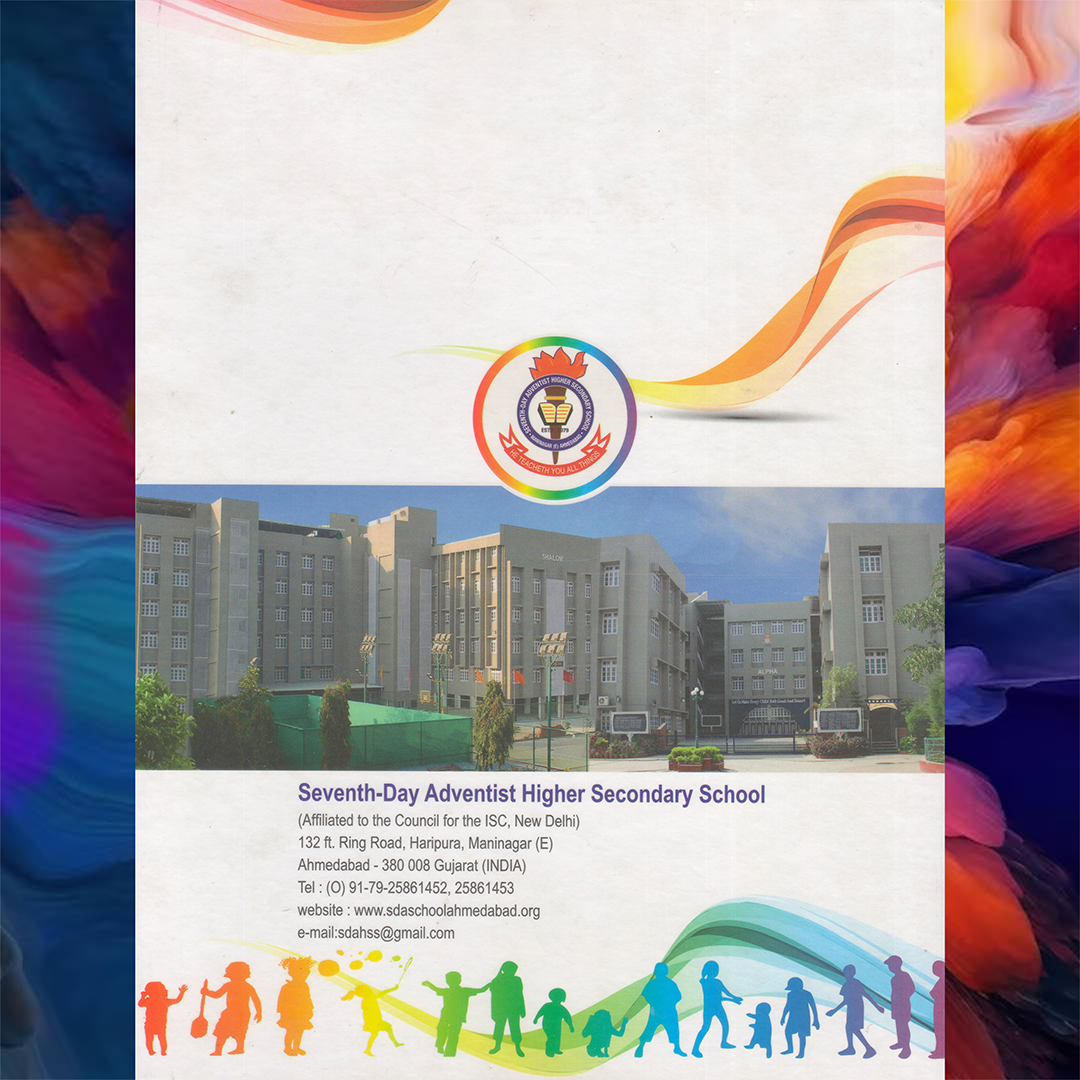 SEVENTH-DAY ADVENTIST HIGHER SECONDARY SCHOOL
• MANINAGAR (E) AHMEDABAD •
HE TEACHETH YOU ALL THINGS
SHALOM
ALPHA
Seventh-Day Adventist Higher Secondary School
(Affiliated to the Council for the ISC, New Delhi)
132 ft. Ring Road, Haripura, Maninagar (E)
Ahmedabad - 380 008 Gujarat (INDIA)
Tel : (O) 91-79-25861452, 25861453
website : www.sdaschoolahmedabad.org
e-mail:sdahss@gmail.com